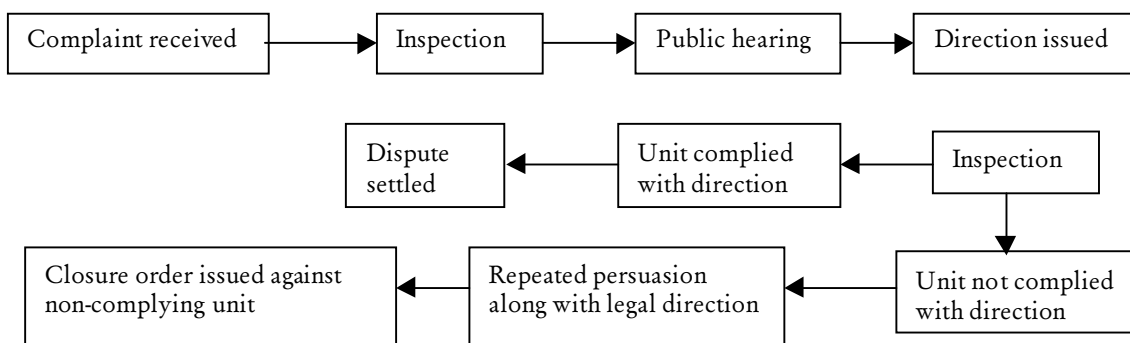 Complaint received
Inspection
Public hearing
Direction issued
Inspection
Unit complied
with direction
Dispute
settled
Unit not complied
with direction
Repeated persuasion
along with legal direction
Closure order issued against
non-complying unit